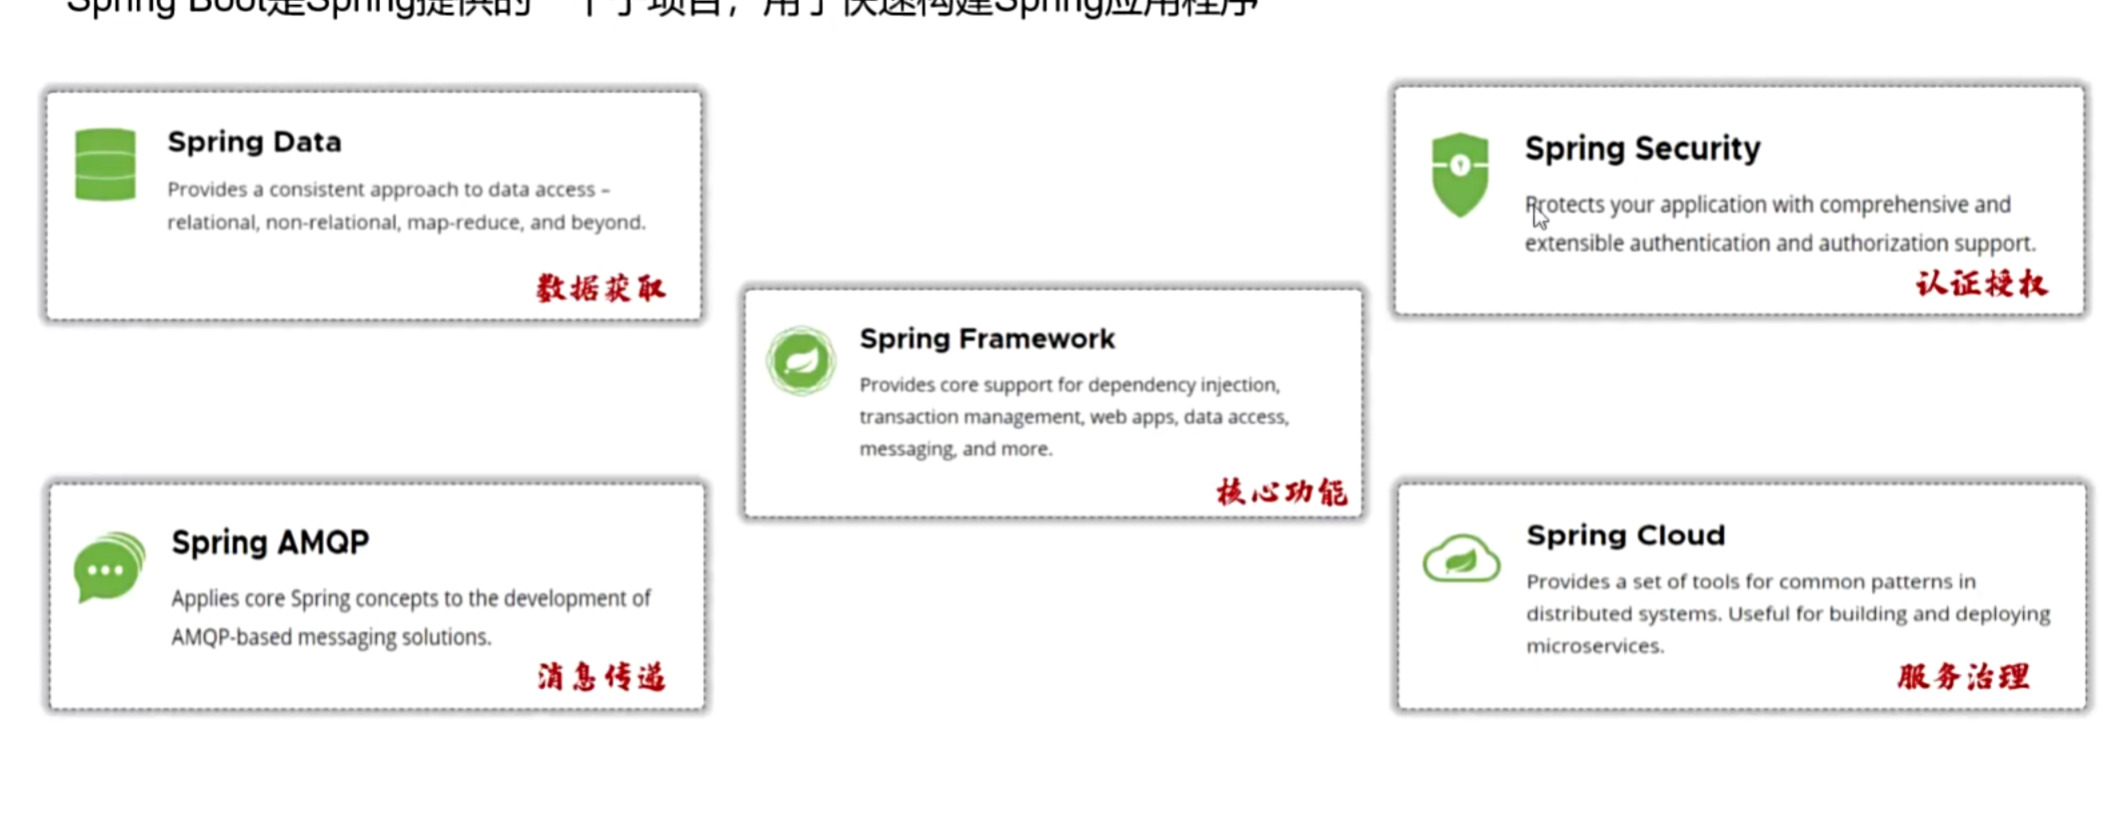 Spring Boot是Spring提供的一个子项目，用于快速构建Spring应用程序
Spring Data
Provides a consistent approach to data access –
relational, non-relational, map-reduce, and beyond.
数据获取
Spring Security
Protects your application with comprehensive and
extensible authentication and authorization support.
认证授权
Spring Framework
Provides core support for dependency injection,
transaction management, web apps, data access,
messaging, and more.
核心功能
Spring AMQP
Applies core Spring concepts to the development of
AMQP-based messaging solutions.
消息传递
Spring Cloud
Provides a set of tools for common patterns in
distributed systems. Useful for building and deploying
microservices.
服务治理